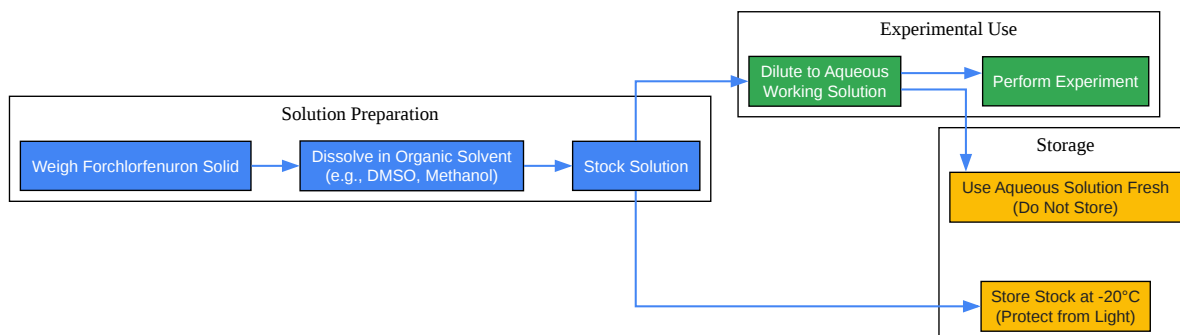 Experimental Use
Dilute to Aqueous
Working Solution
Perform Experiment
Solution Preparation
Weigh Forchlorfenuron Solid
Dissolve in Organic Solvent
(e.g., DMSO, Methanol)
Stock Solution
Storage
Use Aqueous Solution Fresh
(Do Not Store)
Store Stock at -20°C
(Protect from Light)